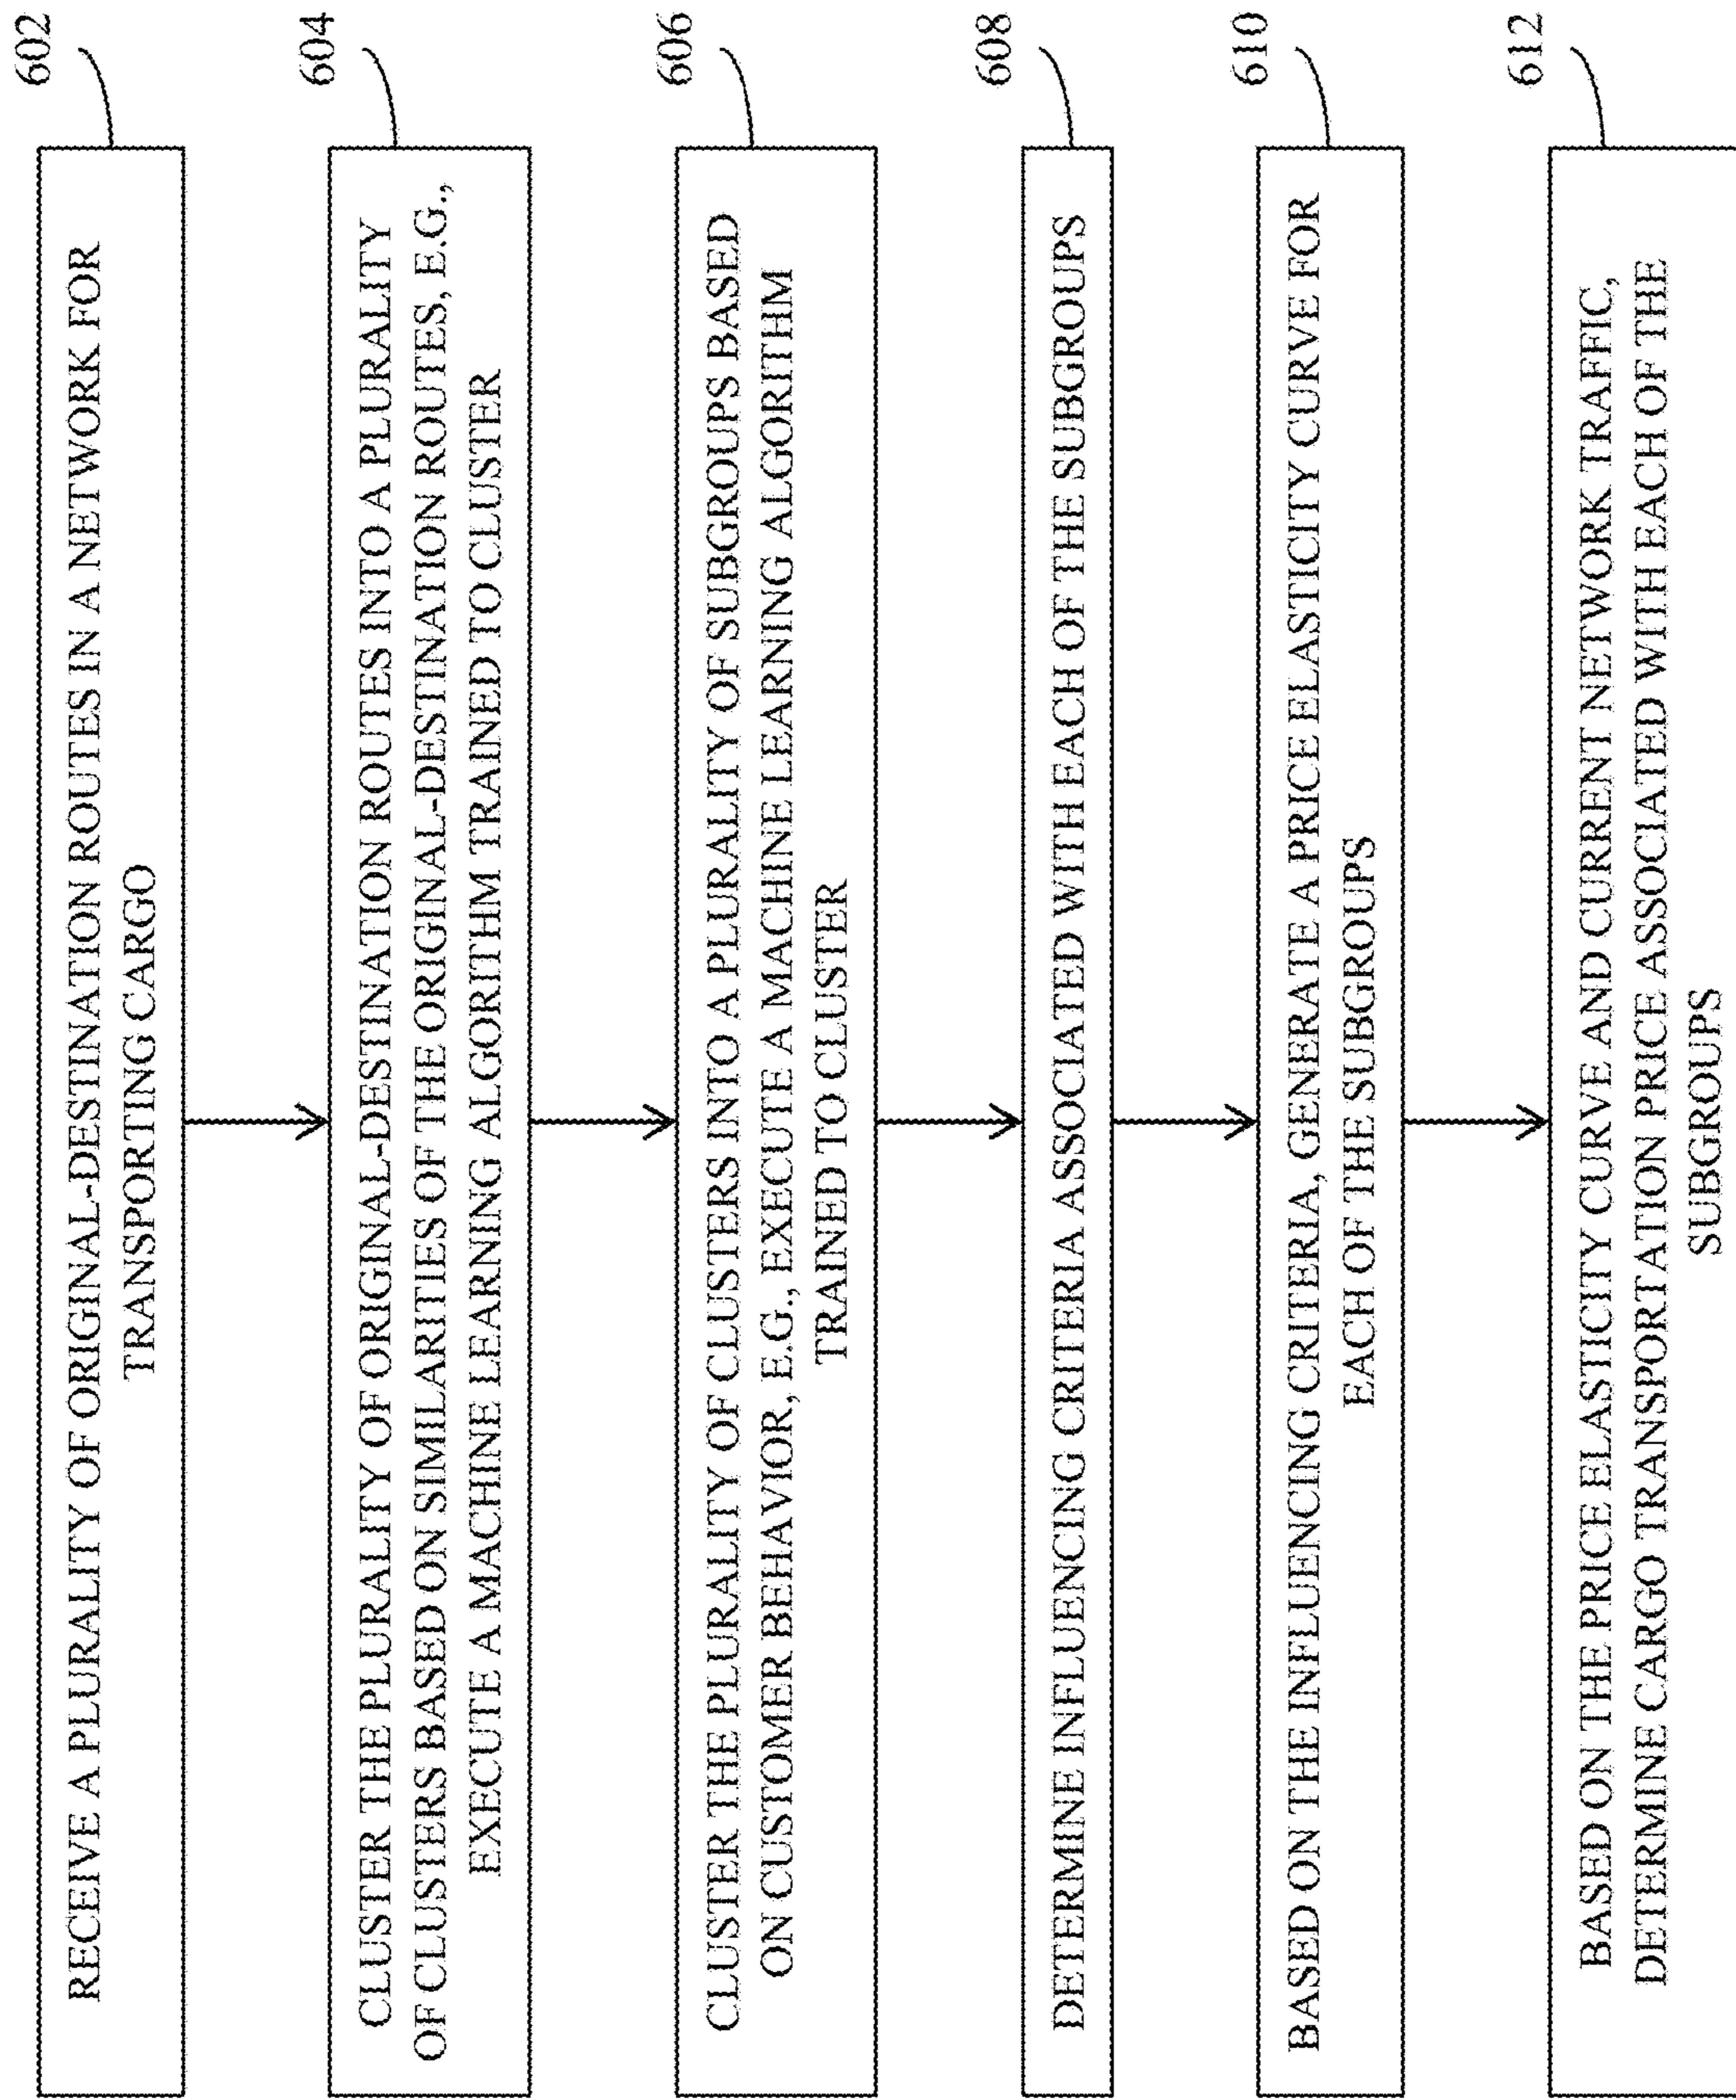 602
RECEIVE A PLURALITY OF ORIGINAL-DESTINATION ROUTES IN A NETWORK FOR
TRANSPORTING CARGO
604
CLUSTER THE PLURALITY OF ORIGINAL-DESTINATION ROUTES INTO A PLURALITY
OF CLUSTERS BASED ON SIMILARITIES OF THE ORIGINAL-DESTINATION ROUTES, E.G.,
EXECUTE A MACHINE LEARNING ALGORITHM TRAINED TO CLUSTER
606
CLUSTER THE PLURALITY OF CLUSTERS INTO A PLURALITY OF SUBGROUPS BASED
ON CUSTOMER BEHAVIOR, E.G., EXECUTE A MACHINE LEARNING ALGORITHM
TRAINED TO CLUSTER
608
DETERMINE INFLUENCING CRITERIA ASSOCIATED WITH EACH OF THE SUBGROUPS
610
BASED ON THE INFLUENCING CRITERIA, GENERATE A PRICE ELASTICITY CURVE FOR
EACH OF THE SUBGROUPS
612
BASED ON THE PRICE ELASTICITY CURVE AND CURRENT NETWORK TRAFFIC,
DETERMINE CARGO TRANSPORTATION PRICE ASSOCIATED WITH EACH OF THE
SUBGROUPS